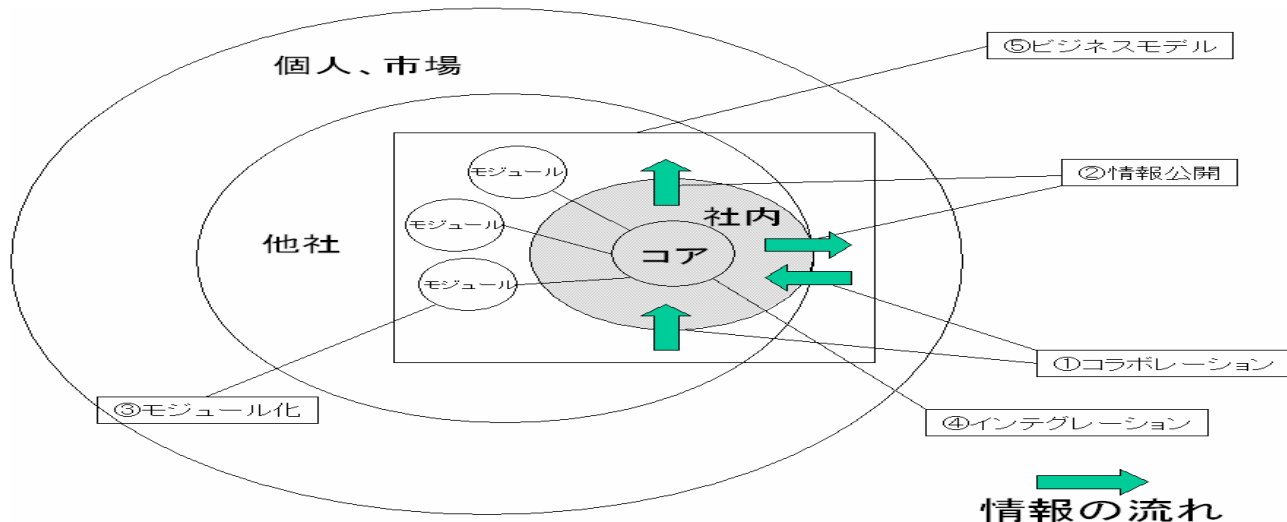 個人、市場
⑤ビジネスモデル
モジュール
②情報公開
社内
モジュール
他社
コア
モジュール
①コラボレーション
③モジュール化
④インテグレーション
情報の流れ